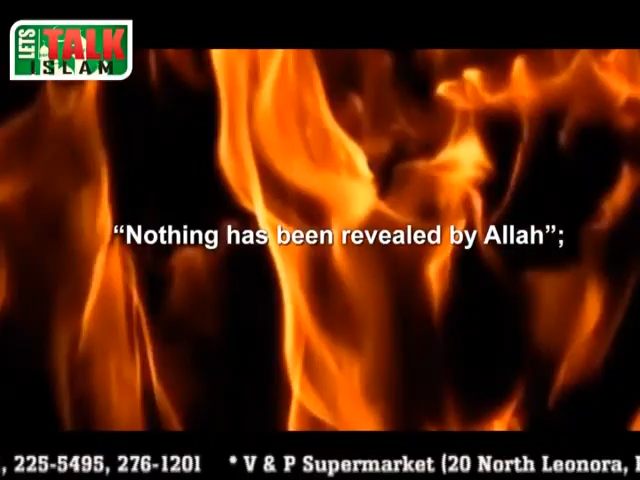 LETS
TALK
ISLAM
“Nothing has been revealed by Allah”;
, 225-5495, 276-1201 * V & P Supermarket (20 North Leonora,